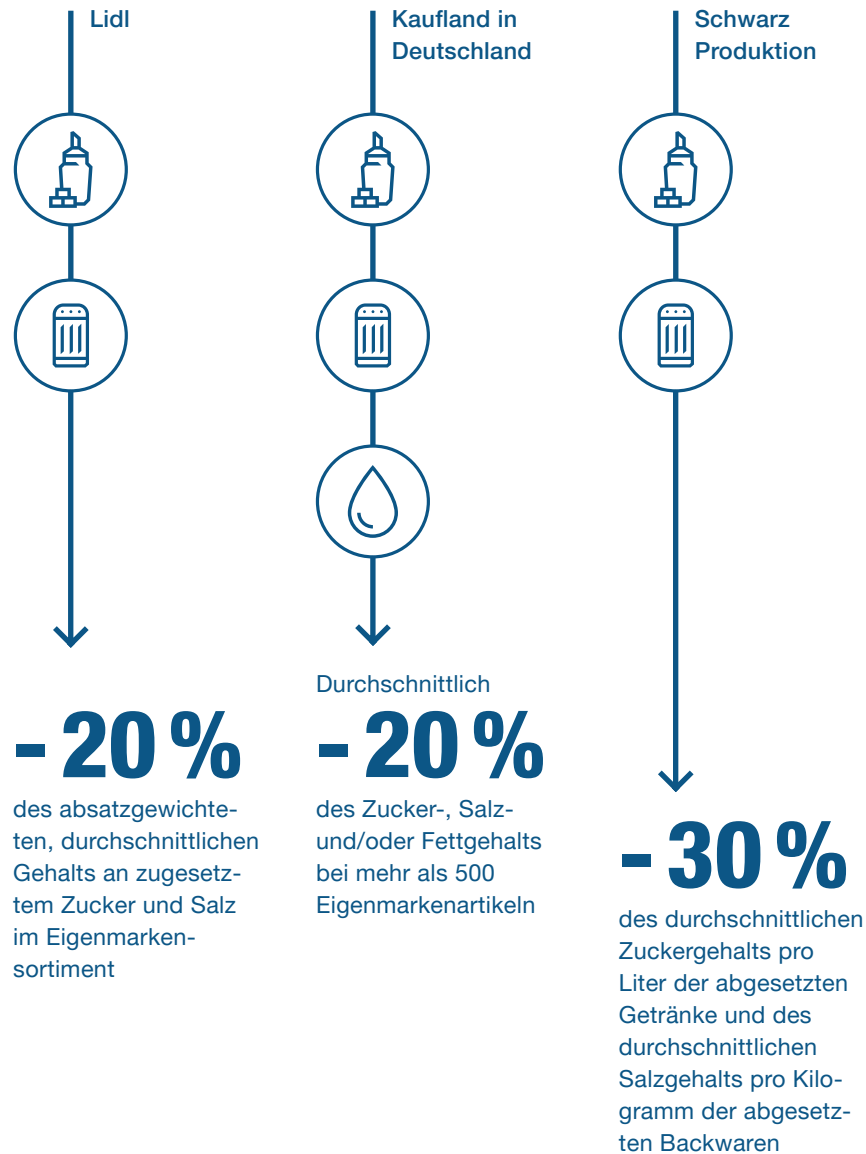 Lidl
Kaufland in
Deutschland
Schwarz
Produktion
- 20 %
des absatzgewichte-
ten, durchschnittlichen
Gehalts an zugesetz-
tem Zucker und Salz
im Eigenmarken-
sortiment
Durchschnittlich
- 20 %
des Zucker-, Salz-
und/oder Fettgehalts
bei mehr als 500
Eigenmarkenartikeln
- 30 %
des durchschnittlichen
Zuckergehalts pro
Liter der abgesetzten
Getränke und des
durchschnittlichen
Salzgehalts pro Kilo-
gramm der abgesetz-
ten Backwaren